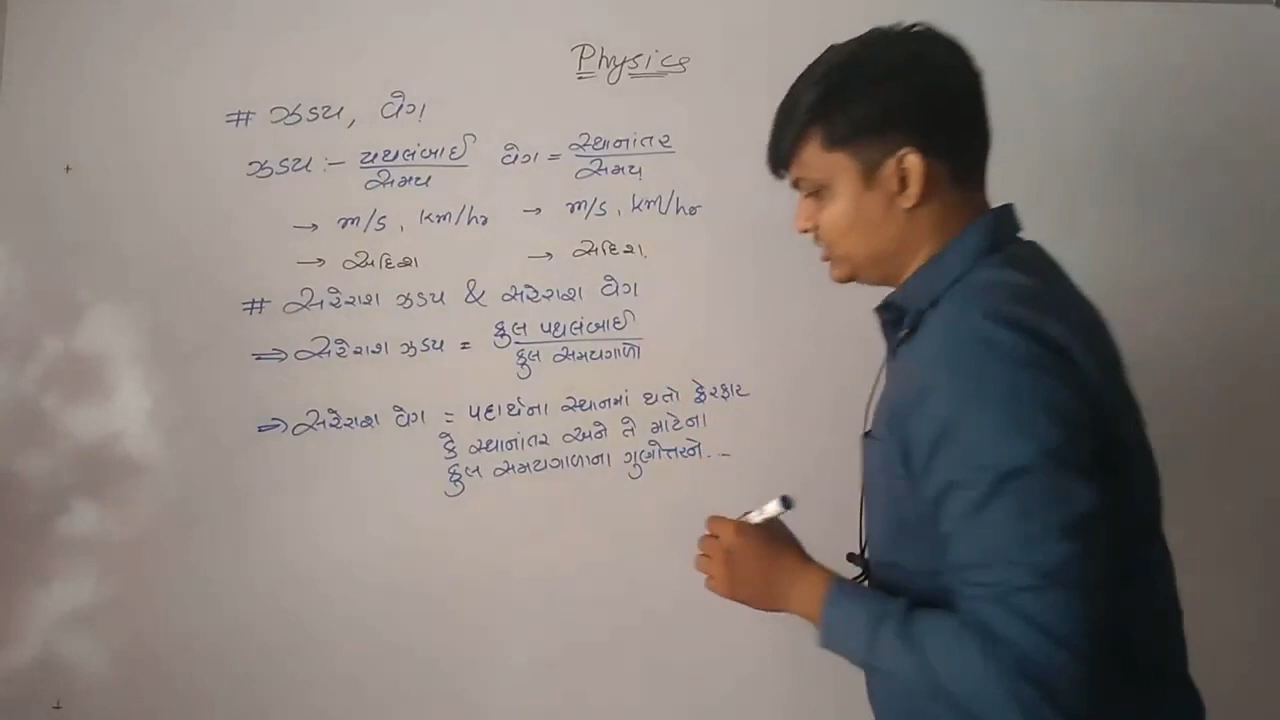 Physics
# ઝડપ, વેગ
ઝડપ :- પથલંબાઈ / સમય વેગ = સ્થાનાંતર / સમય
→ m/s, km/hr → m/s, km/hr
→ અદિશ → સદિશ.
# સરેરાશ ઝડપ & સરેરાશ વેગ
⇒ સરેરાશ ઝડપ = કુલ પથલંબાઈ / કુલ સમયગાળો
⇒ સરેરાશ વેગ = પદાર્થના સ્થાનમાં થતો ફેરફાર
કે સ્થાનાંતર અને તે માટેના
કુલ સમયગાળાના ગુણોત્તરને...